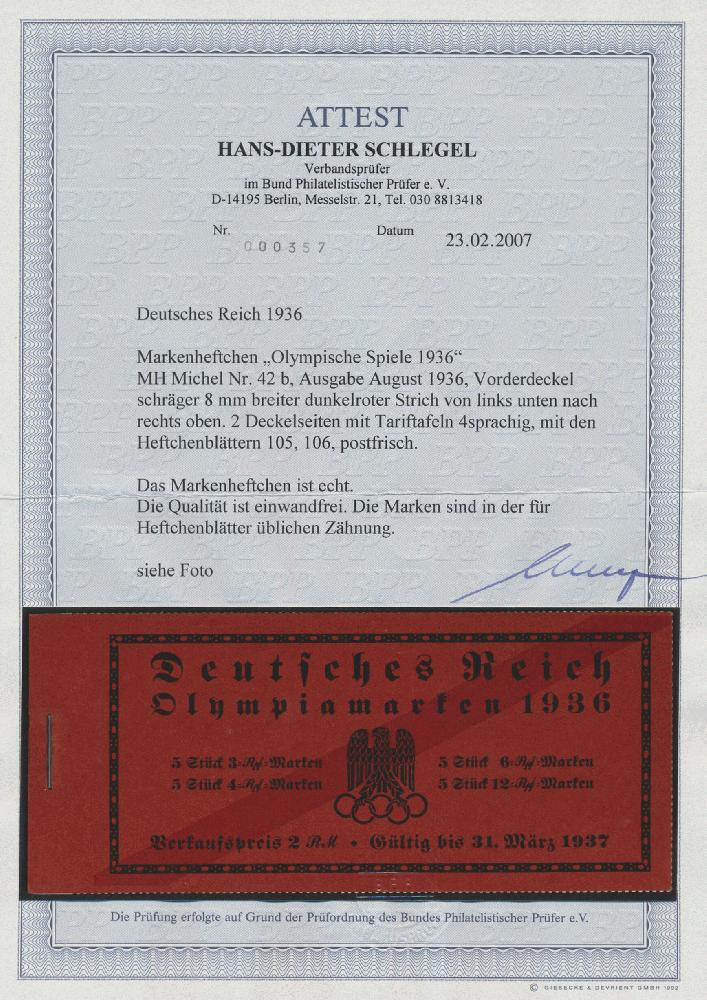 ATTEST
HANS-DIETER SCHLEGEL
Verbandsprüfer
im Bund Philatelistischer Prüfer e. V.
D-14195 Berlin, Messelstr. 21, Tel. 030 8813418
Nr. 000357 Datum 23.02.2007
Deutsches Reich 1936
Markenheftchen „Olympische Spiele 1936“
MH Michel Nr. 42 b, Ausgabe August 1936, Vorderdeckel
schräger 8 mm breiter dunkelroter Strich von links unten nach
rechts oben. 2 Deckelseiten mit Tariftafeln 4sprachig, mit den
Heftchenblättern 105, 106, postfrisch.
Das Markenheftchen ist echt.
Die Qualität ist einwandfrei. Die Marken sind in der für
Heftchenblätter üblichen Zähnung.
siehe Foto
Deutsches Reich
Olympiamarken 1936
5 Stück 3-Rpf-Marken 5 Stück 6-Rpf-Marken
5 Stück 4-Rpf-Marken 5 Stück 12-Rpf-Marken
Verkaufspreis 2 RM • Gültig bis 31. März 1937
Die Prüfung erfolgte auf Grund der Prüfordnung des Bundes Philatelistischer Prüfer e.V.
© GIESECKE & DEVRIENT GMBH 1992